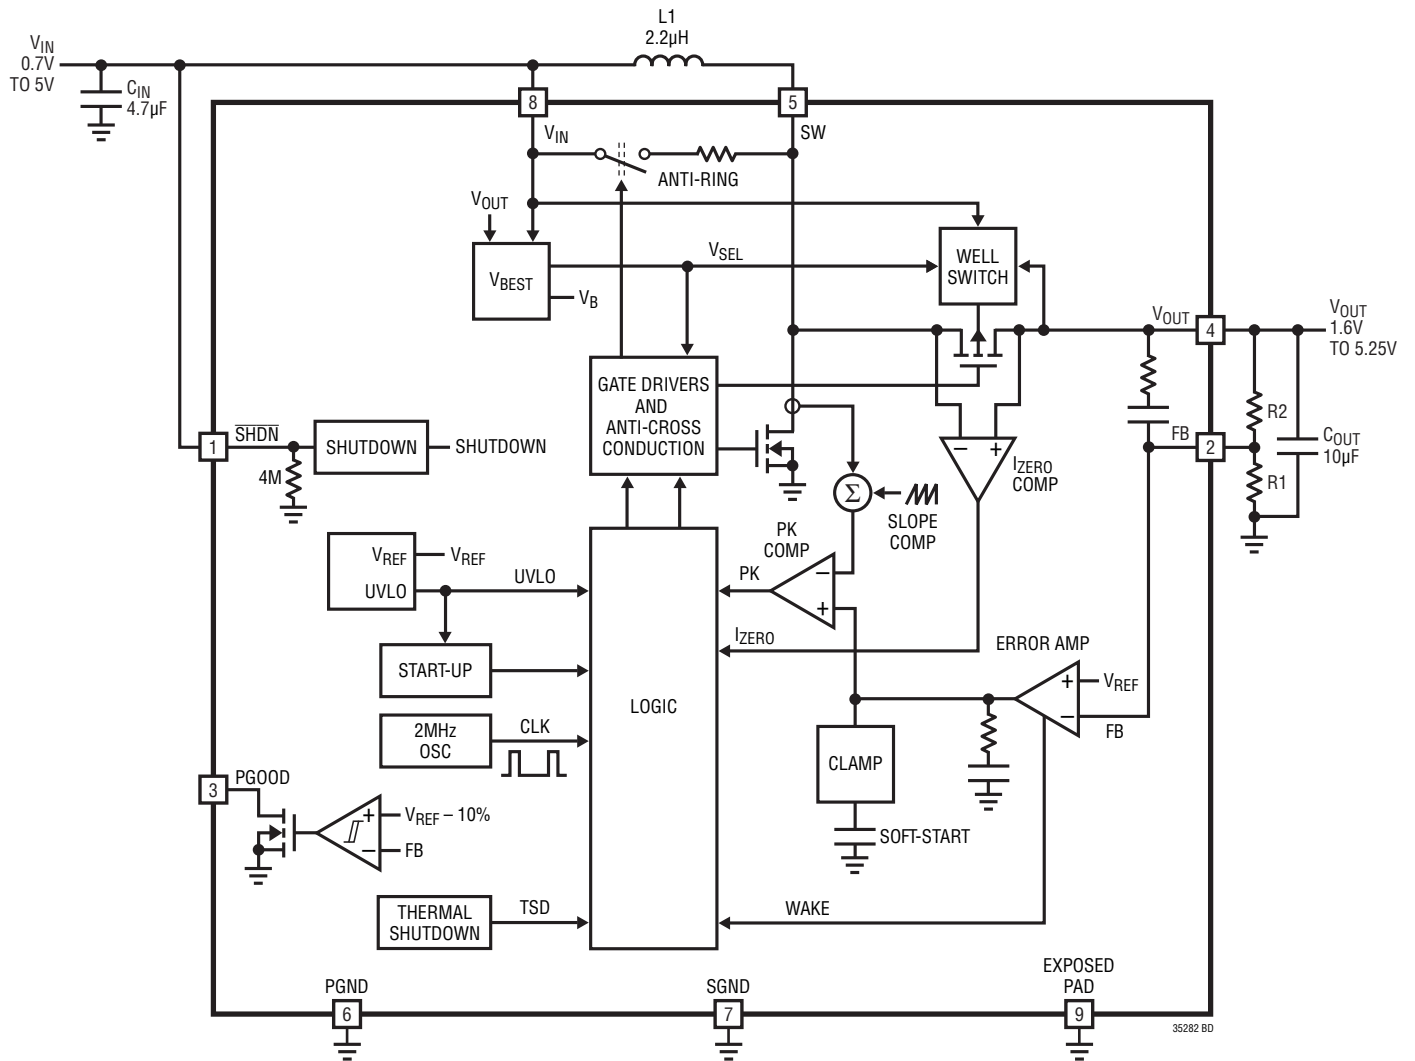 L1
2.2µH
VIN
0.7V
TO 5V
CIN
4.7µF
8
5
VIN
SW
ANTI-RING
VOUT
VSEL
WELL
SWITCH
VBEST
VB
VOUT
4
VOUT
1.6V
TO 5.25V
GATE DRIVERS
AND
ANTI-CROSS
CONDUCTION
R2
1
SHDN
SHUTDOWN
SHUTDOWN
4M
FB
2
COUT
10µF
R1
– +
IZERO
COMP
Σ
SLOPE
COMP
PK
COMP
VREF
VREF
UVLO
UVLO
PK
–
+
IZERO
ERROR AMP
START-UP
LOGIC
+
VREF
–
FB
2MHz
OSC
CLK
CLAMP
3
PGOOD
+
VREF – 10%
–
FB
SOFT-START
THERMAL
SHUTDOWN
TSD
WAKE
PGND
6
SGND
7
EXPOSED
PAD
9
35282 BD